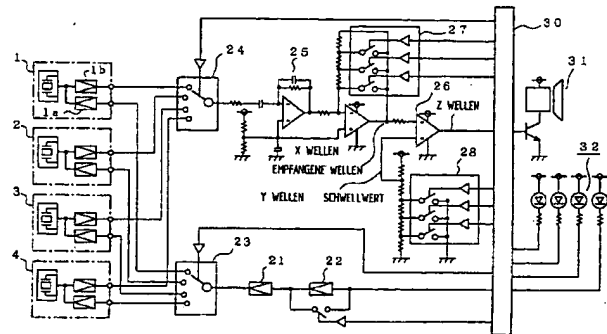 30
27
24
25
31
1
1b
1a
26
Z WELLEN
2
X WELLEN
EMPFANGENE WELLEN
28
32
3
Y WELLEN
SCHWELLWERT
23
4
21
22